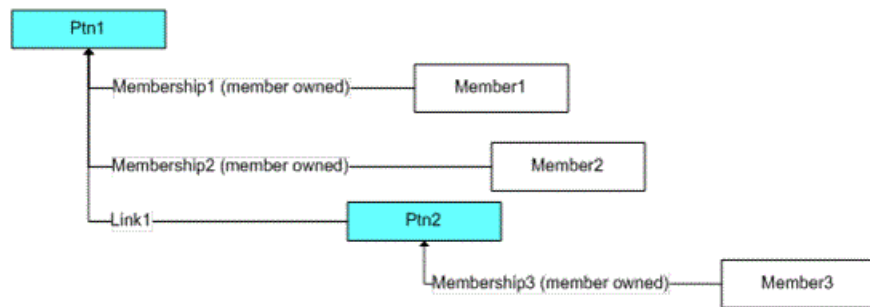 Ptn1
Membership1 (member owned)
Member1
Membership2 (member owned)
Member2
Link1
Ptn2
Membership3 (member owned)
Member3